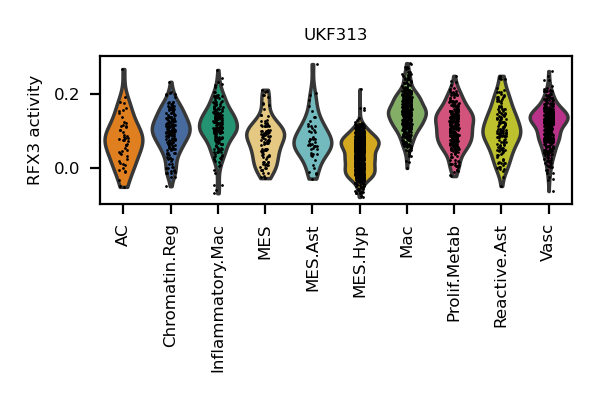 UKF313
RFX3 activity
0.2
0.0
AC
Chromatin.Reg
Inflammatory.Mac
MES
MES.Ast
MES.Hyp
Mac
Prolif.Metab
Reactive.Ast
Vasc